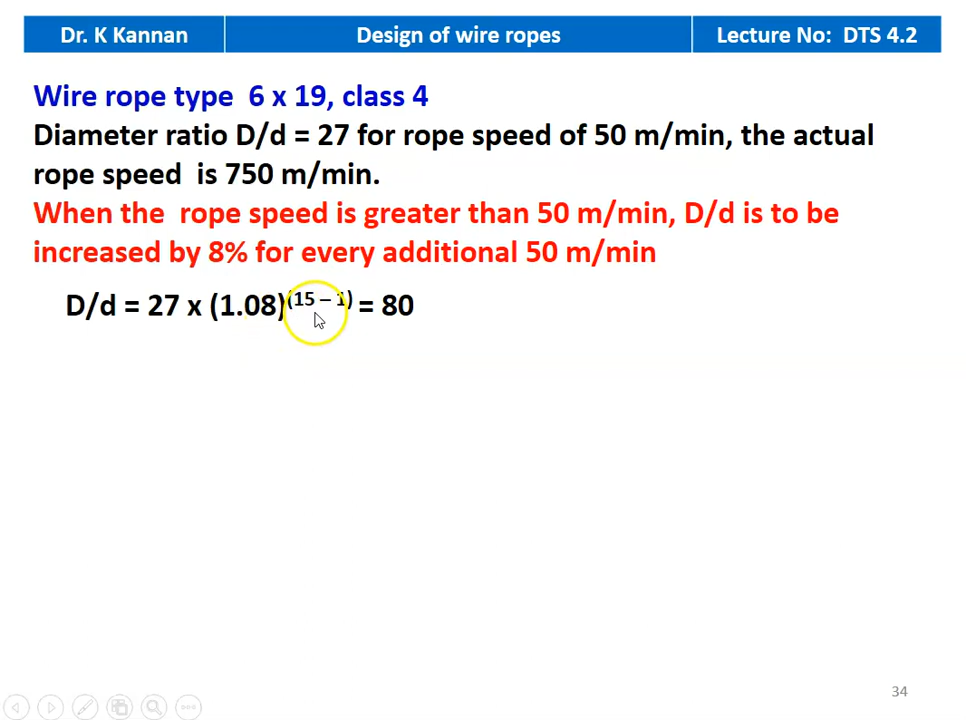 Dr. K Kannan
Design of wire ropes
Lecture No: DTS 4.2
Wire rope type 6 x 19, class 4
Diameter ratio D/d = 27 for rope speed of 50 m/min, the actual
rope speed is 750 m/min.
When the rope speed is greater than 50 m/min, D/d is to be
increased by 8% for every additional 50 m/min
D/d = 27 x (1.08)^(15 – 1) = 80
34